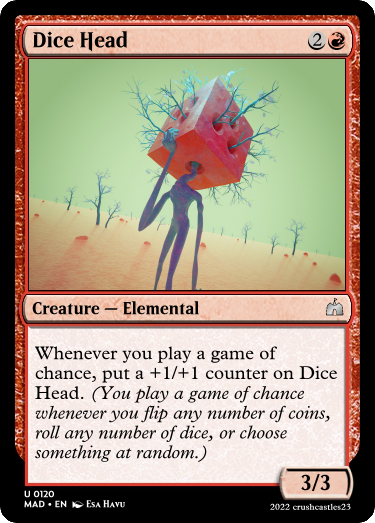 Dice Head 2
Creature — Elemental
Whenever you play a game of
chance, put a +1/+1 counter on Dice
Head. (You play a game of chance
whenever you flip any number of coins,
roll any number of dice, or choose
something at random.)
3/3
U 0120
MAD • EN Esa Havu
2022 crushcastles23